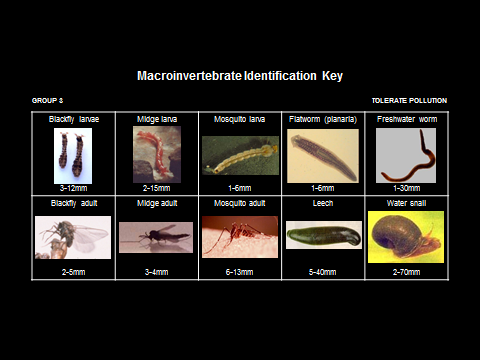 Macroinvertebrate Identification Key
GROUP 3 TOLERATE POLLUTION
Blackfly larvae Midge larva Mosquito larva Flatworm (planaria) Freshwater worm
3-12mm 2-15mm 1-6mm 1-6mm 1-30mm
Blackfly adult Midge adult Mosquito adult Leech Water snail
2-5mm 3-4mm 6-13mm 5-40mm 2-70mm